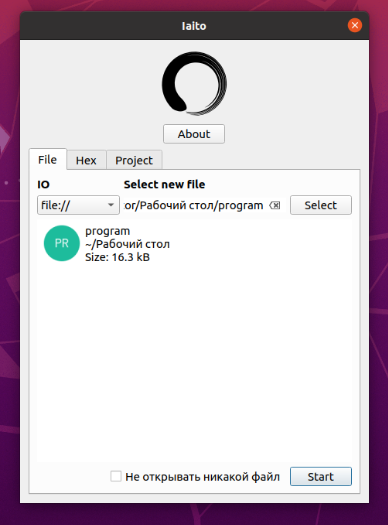 Iaito
About
File Hex Project
IO Select new file
file:// or/Рабочий стол/program Select
PR
program
~/Рабочий стол
Size: 16.3 kB
Не открывать никакой файл Start